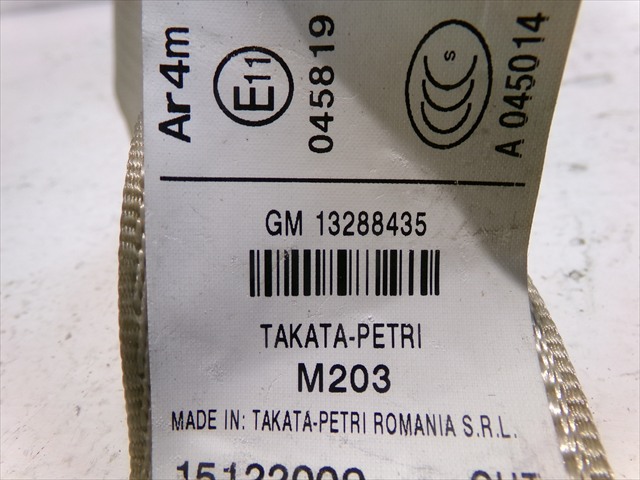 Ar4m
E11
045819
S
A 045014
GM 13288435
TAKATA-PETRI
M203
MADE IN: TAKATA-PETRI ROMANIA S.R.L.